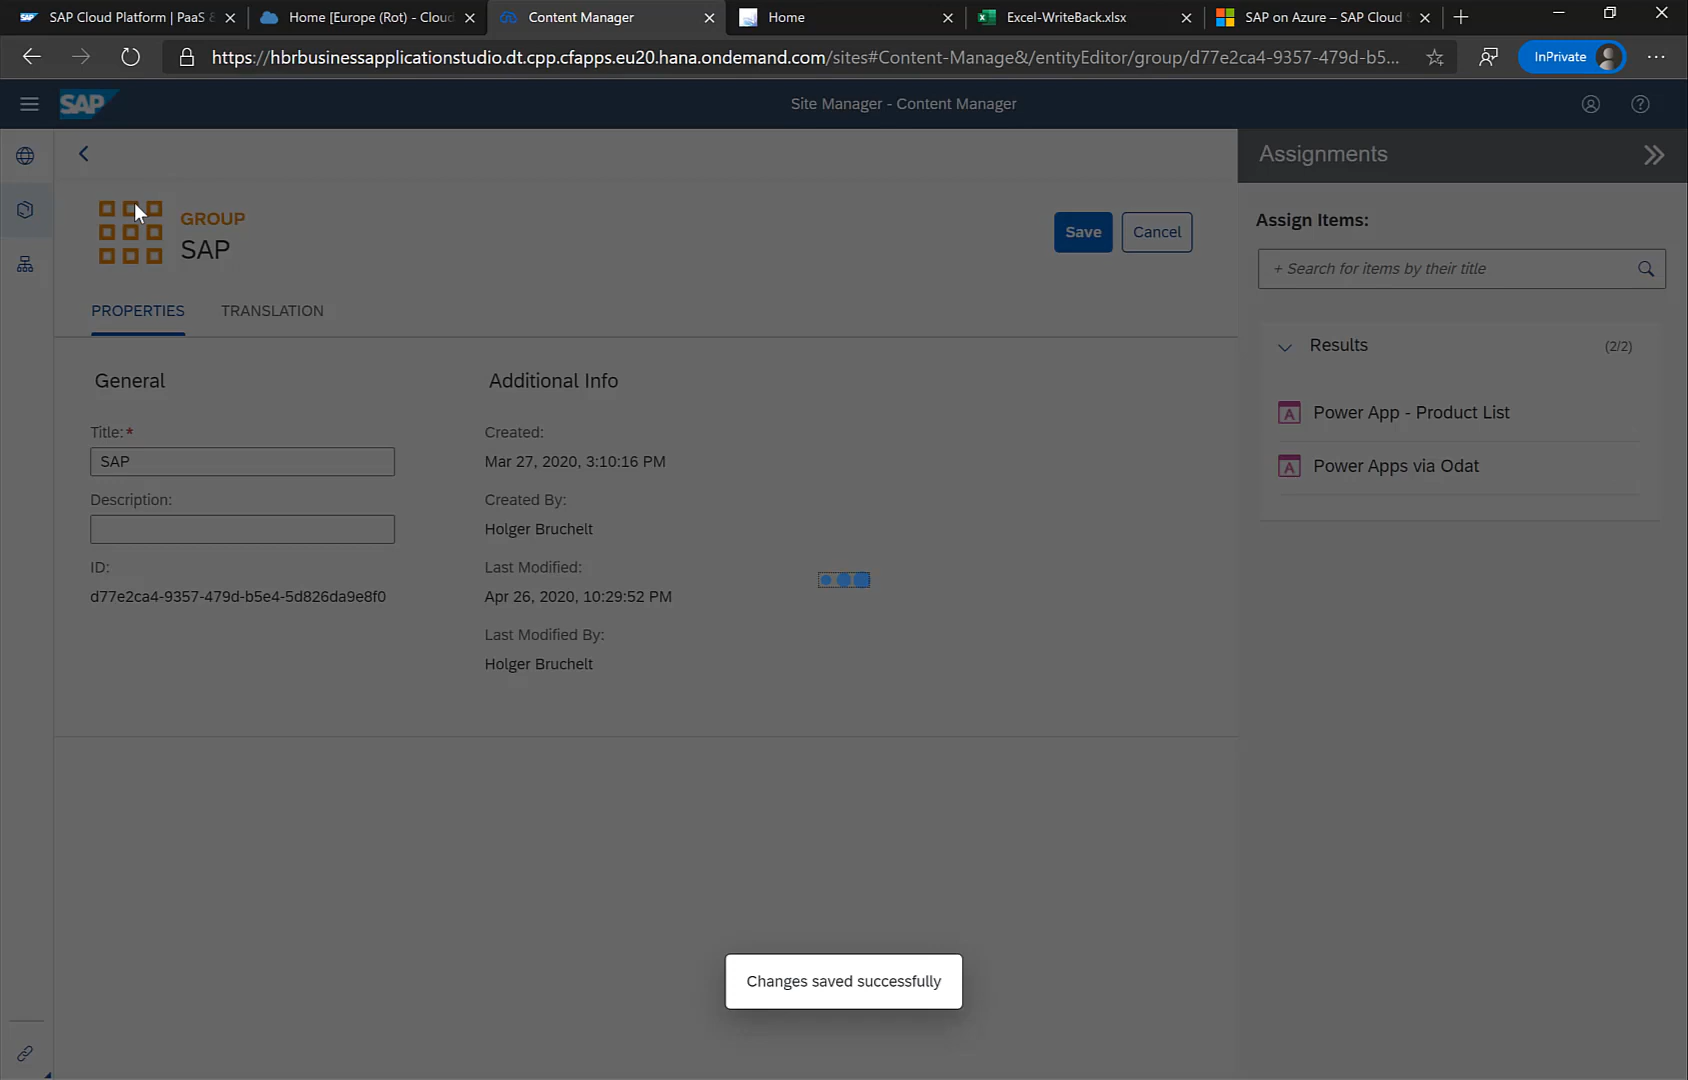 SAP Cloud Platform | PaaS &
Home [Europe (Rot) - Cloud
Content Manager
Home
Excel-WriteBack.xlsx
SAP on Azure – SAP Cloud
https://hbrbusinessapplicationstudio.dt.cpp.cfapps.eu20.hana.ondemand.com/sites#Content-Manage&/entityEditor/group/d77e2ca4-9357-479d-b5...
InPrivate
SAP
Site Manager - Content Manager
Assignments
GROUP
SAP
Save
Cancel
Assign Items:
+ Search for items by their title
PROPERTIES
TRANSLATION
Results
(2/2)
General
Additional Info
Power App - Product List
Title:*
Created:
SAP
Mar 27, 2020, 3:10:16 PM
Power Apps via Odat
Description:
Created By:
Holger Bruchelt
ID:
Last Modified:
d77e2ca4-9357-479d-b5e4-5d826da9e8f0
Apr 26, 2020, 10:29:52 PM
Last Modified By:
Holger Bruchelt
Changes saved successfully